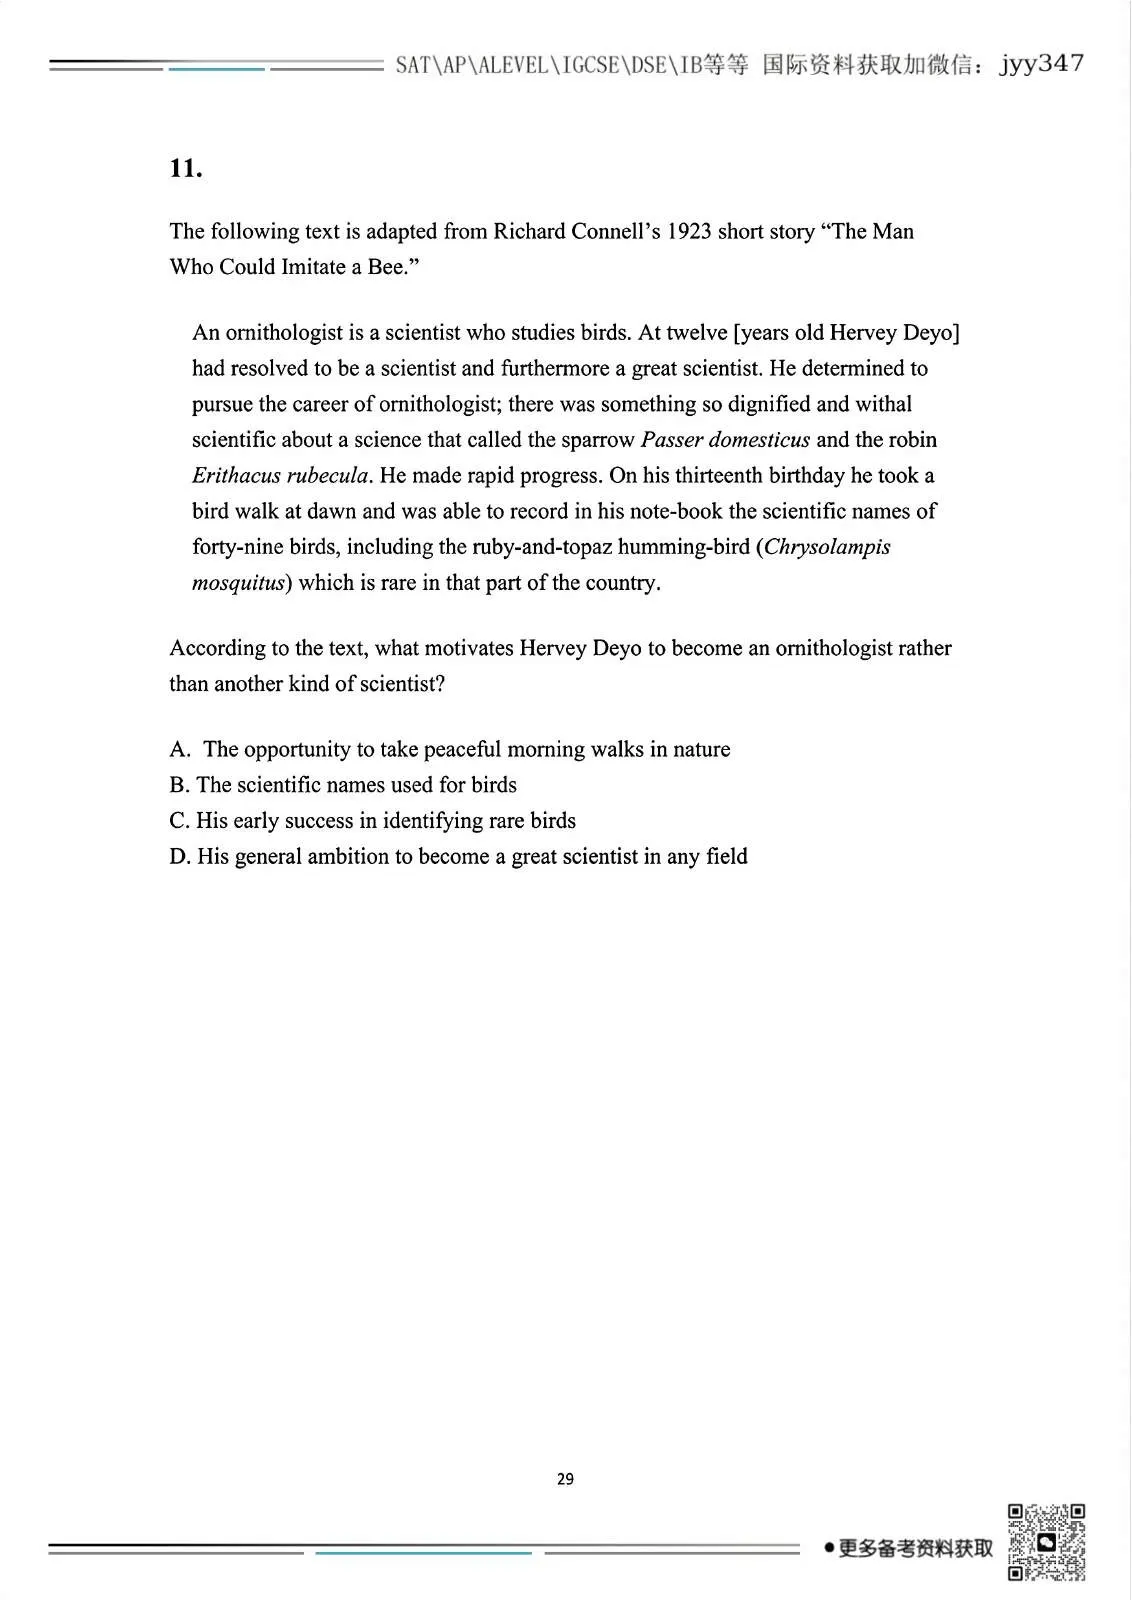 SAT\AP\ALEVEL\IGCSE\DSE\IB等等 国际资料获取加微信：jyy347
11.
The following text is adapted from Richard Connell’s 1923 short story “The Man
Who Could Imitate a Bee.”
An ornithologist is a scientist who studies birds. At twelve [years old Hervey Deyo]
had resolved to be a scientist and furthermore a great scientist. He determined to
pursue the career of ornithologist; there was something so dignified and withal
scientific about a science that called the sparrow Passer domesticus and the robin
Erithacus rubecula. He made rapid progress. On his thirteenth birthday he took a
bird walk at dawn and was able to record in his note-book the scientific names of
forty-nine birds, including the ruby-and-topaz humming-bird (Chrysolampis
mosquitus) which is rare in that part of the country.
According to the text, what motivates Hervey Deyo to become an ornithologist rather
than another kind of scientist?
A. The opportunity to take peaceful morning walks in nature
B. The scientific names used for birds
C. His early success in identifying rare birds
D. His general ambition to become a great scientist in any field
29
●更多备考资料获取